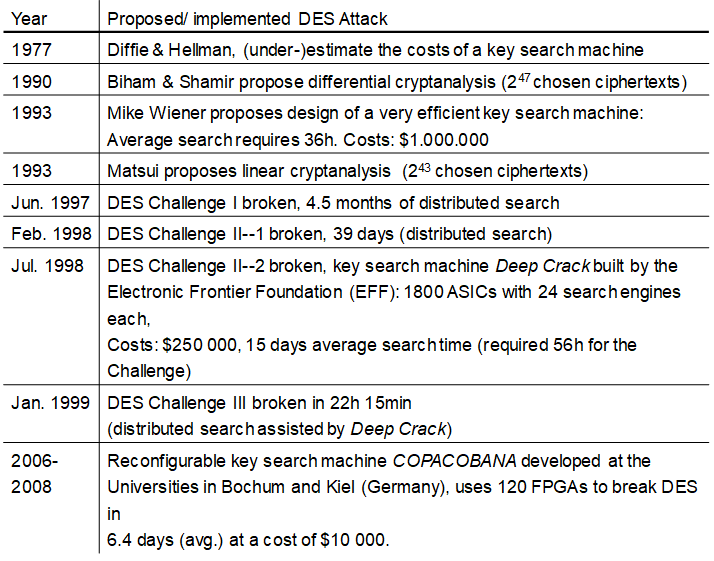 Year Proposed/ implemented DES Attack
1977 Diffie & Hellman, (under-)estimate the costs of a key search machine
1990 Biham & Shamir propose differential cryptanalysis (2^47 chosen ciphertexts)
1993 Mike Wiener proposes design of a very efficient key search machine:
Average search requires 36h. Costs: $1.000.000
1993 Matsui proposes linear cryptanalysis (2^43 chosen ciphertexts)
Jun. 1997 DES Challenge I broken, 4.5 months of distributed search
Feb. 1998 DES Challenge II--1 broken, 39 days (distributed search)
Jul. 1998 DES Challenge II--2 broken, key search machine Deep Crack built by the
Electronic Frontier Foundation (EFF): 1800 ASICs with 24 search engines
each,
Costs: $250 000, 15 days average search time (required 56h for the
Challenge)
Jan. 1999 DES Challenge III broken in 22h 15min
(distributed search assisted by Deep Crack)
2006- Reconfigurable key search machine COPACOBANA developed at the
2008 Universities in Bochum and Kiel (Germany), uses 120 FPGAs to break DES
in
6.4 days (avg.) at a cost of $10 000.